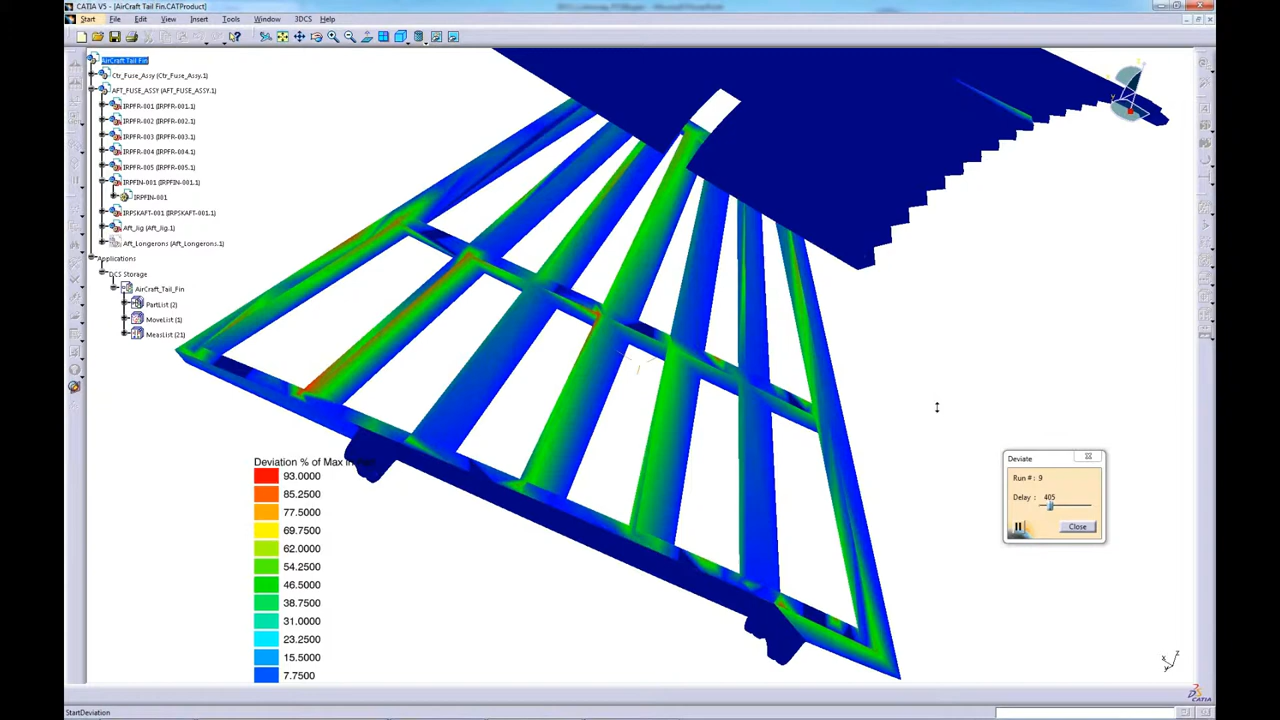 CATIA V5 - [AirCraft Tail Fin.CATProduct]
Start File Edit View Insert Tools Window 3DCS Help
AirCraft Tail Fin
Ctr_Fuse_Assy (Ctr_Fuse_Assy.1)
AFT_FUSE_ASSY (AFT_FUSE_ASSY.1)
IRPFR-001 (IRPFR-001.1)
IRPFR-002 (IRPFR-002.1)
IRPFR-003 (IRPFR-003.1)
IRPFR-004 (IRPFR-004.1)
IRPFR-005 (IRPFR-005.1)
IRPFIN-001 (IRPFIN-001.1)
IRPFIN-001
IRPSKAFT-001 (IRPSKAFT-001.1)
Aft_Jig (Aft_Jig.1)
Aft_Longerons (Aft_Longerons.1)
Applications
DCS Storage
AirCraft_Tail_Fin
PartList (2)
MoveList (1)
MeasList (21)
Deviation % of Max in
93.0000
85.2500
77.5000
69.7500
62.0000
54.2500
46.5000
38.7500
31.0000
23.2500
15.5000
7.7500
Deviate
Run # : 9
Delay : 405
Close
CATIA
StartDeviation